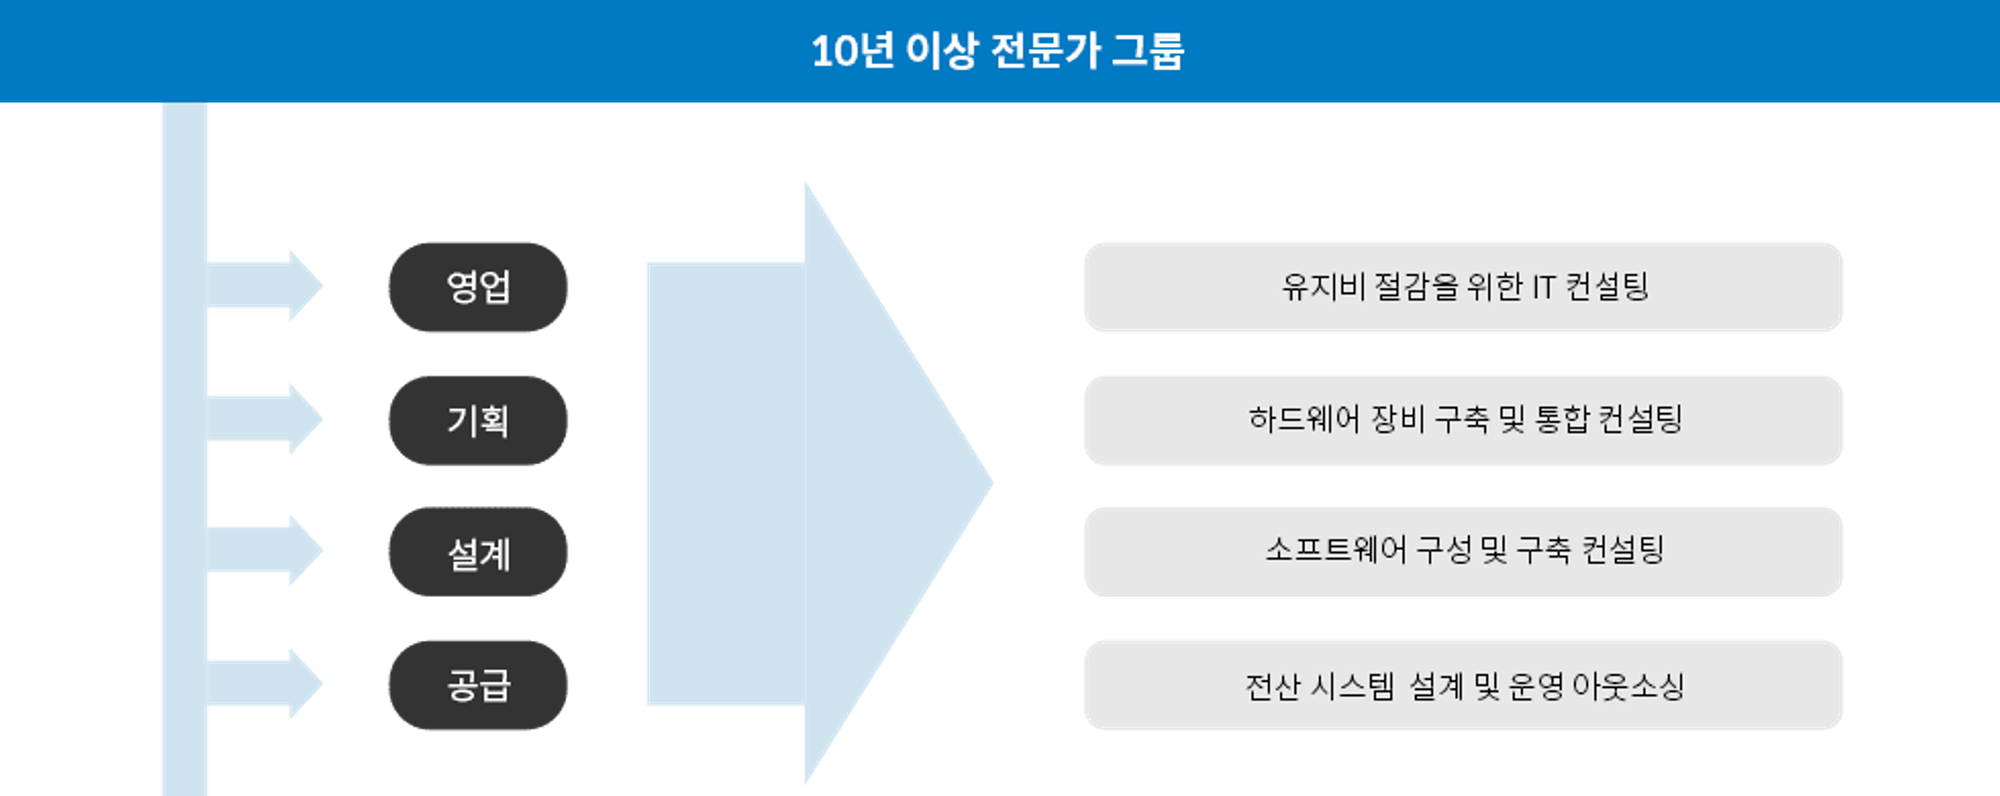 10년 이상 전문가 그룹
영업
유지비 절감을 위한 IT 컨설팅
기획
하드웨어 장비 구축 및 통합 컨설팅
설계
소프트웨어 구성 및 구축 컨설팅
공급
전산 시스템 설계 및 운영 아웃소싱